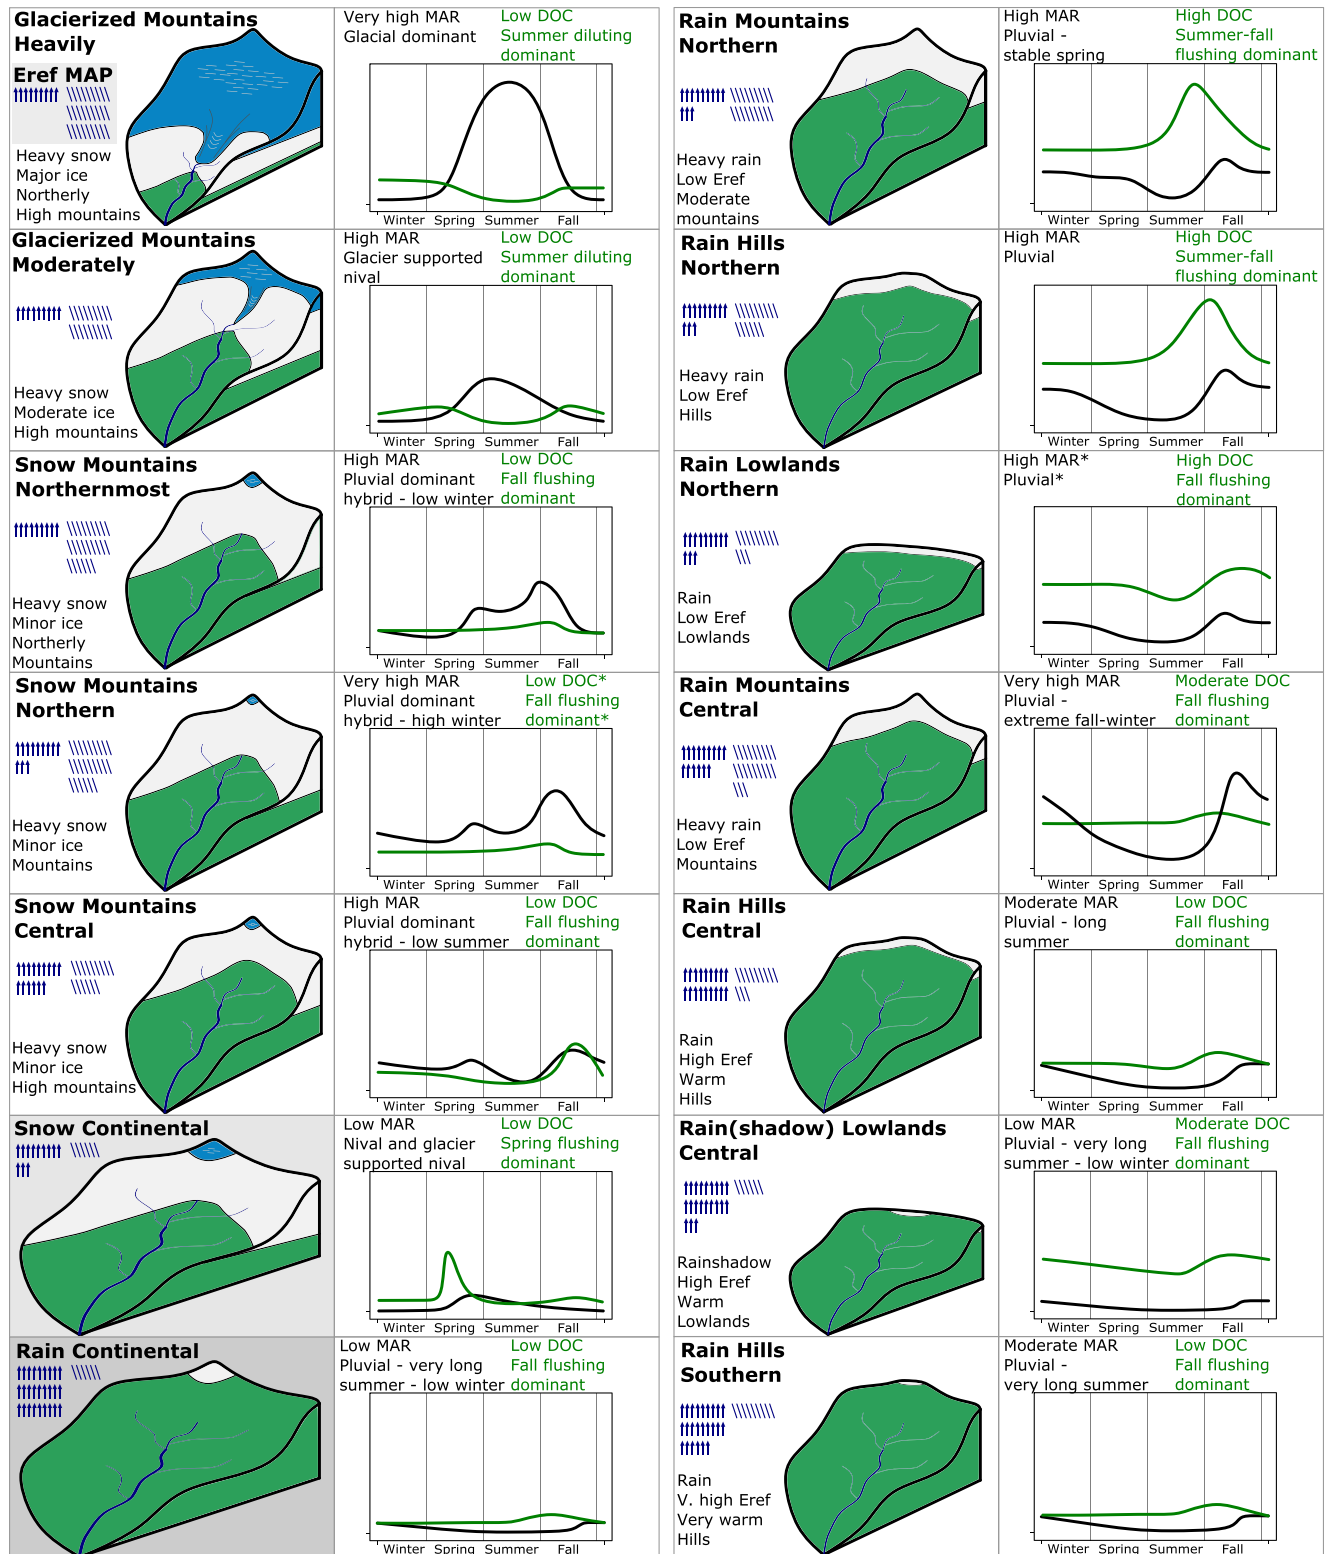 Glacierized Mountains
Heavily
Eref MAP
Heavy snow
Major ice
Northerly
High mountains
Very high MAR
Glacial dominant
Low DOC
Summer diluting
dominant
Winter Spring Summer Fall
Rain Mountains
Northern
Heavy rain
Low Eref
Moderate
mountains
High MAR
Pluvial -
stable spring
High DOC
Summer-fall
flushing dominant
Winter Spring Summer Fall
Glacierized Mountains
Moderately
Heavy snow
Moderate ice
High mountains
High MAR
Glacier supported
nival
Low DOC
Summer diluting
dominant
Winter Spring Summer Fall
Rain Hills
Northern
Heavy rain
Low Eref
Hills
High MAR
Pluvial
High DOC
Summer-fall
flushing dominant
Winter Spring Summer Fall
Snow Mountains
Northernmost
Heavy snow
Minor ice
Northerly
Mountains
High MAR
Pluvial dominant
hybrid - low winter
Low DOC
Fall flushing
dominant
Winter Spring Summer Fall
Rain Lowlands
Northern
Rain
Low Eref
Lowlands
High MAR*
Pluvial*
High DOC
Fall flushing
dominant
Winter Spring Summer Fall
Snow Mountains
Northern
Heavy snow
Minor ice
Mountains
Very high MAR
Pluvial dominant
hybrid - high winter
Low DOC*
Fall flushing
dominant*
Winter Spring Summer Fall
Rain Mountains
Central
Heavy rain
Low Eref
Mountains
Very high MAR
Pluvial -
extreme fall-winter
Moderate DOC
Fall flushing
dominant
Winter Spring Summer Fall
Snow Mountains
Central
Heavy snow
Minor ice
High mountains
High MAR
Pluvial dominant
hybrid - low summer
Low DOC
Fall flushing
dominant
Winter Spring Summer Fall
Rain Hills
Central
Rain
High Eref
Warm
Hills
Moderate MAR
Pluvial - long
summer
Low DOC
Fall flushing
dominant
Winter Spring Summer Fall
Snow Continental
Low MAR
Nival and glacier
supported nival
Low DOC
Spring flushing
dominant
Winter Spring Summer Fall
Rain(shadow) Lowlands
Central
Rainshadow
High Eref
Warm
Lowlands
Low MAR
Pluvial - very long
summer - low winter
Moderate DOC
Fall flushing
dominant
Winter Spring Summer Fall
Rain Continental
Low MAR
Pluvial - very long
summer - low winter
Low DOC
Fall flushing
dominant
Winter Spring Summer Fall
Rain Hills
Southern
Rain
V. high Eref
Very warm
Hills
Moderate MAR
Pluvial -
very long summer
Low DOC
Fall flushing
dominant
Winter Spring Summer Fall